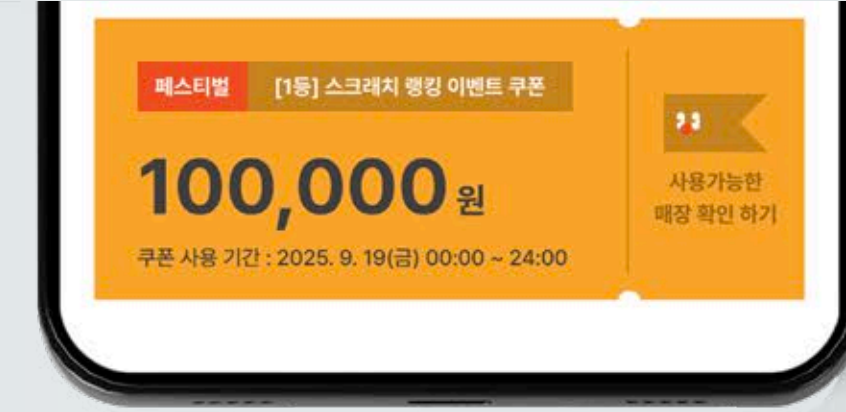 페스티벌 [1등] 스크래치 랭킹 이벤트 쿠폰
100,000원
쿠폰 사용 기간 : 2025. 9. 19(금) 00:00 ~ 24:00
사용가능한
매장 확인 하기